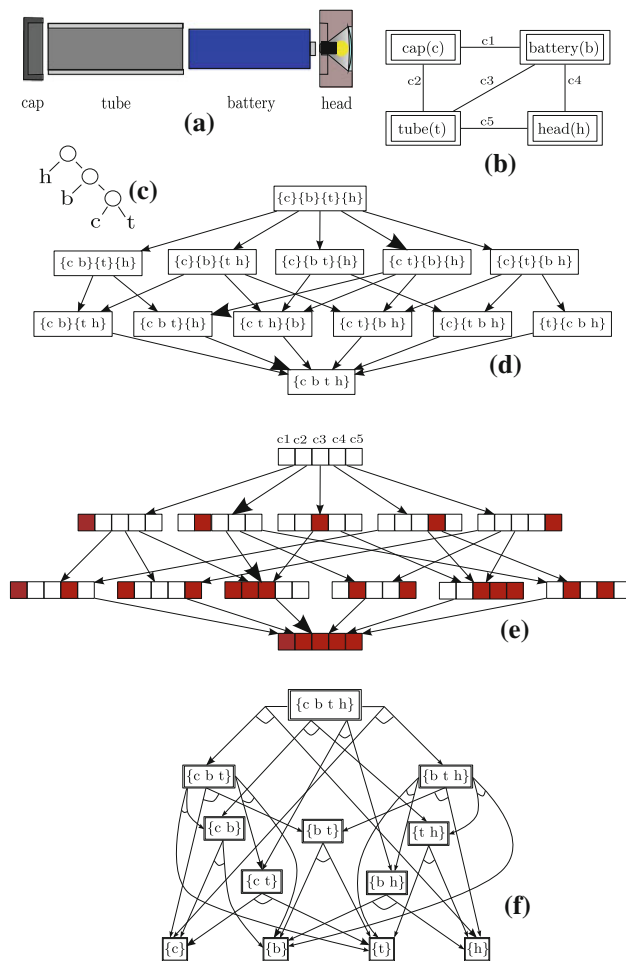 cap tube battery head
(a)
cap(c) c1 battery(b)
c2 c3 c4
tube(t) c5 head(h)
(b)
(c)
h
b
c t
{c}{b}{t}{h}
{c b}{t}{h} {c}{b}{t h} {c}{b t}{h} {c t}{b}{h} {c}{t}{b h}
{c b}{t h} {c b t}{h} {c t h}{b} {c t}{b h} {c}{t b h} {t}{c b h}
{c b t h}
(d)
c1 c2 c3 c4 c5
(e)
{c b t h}
{c b t} {b t h}
{c b} {b t} {t h}
{c t} {b h}
(f)
{c} {b} {t} {h}